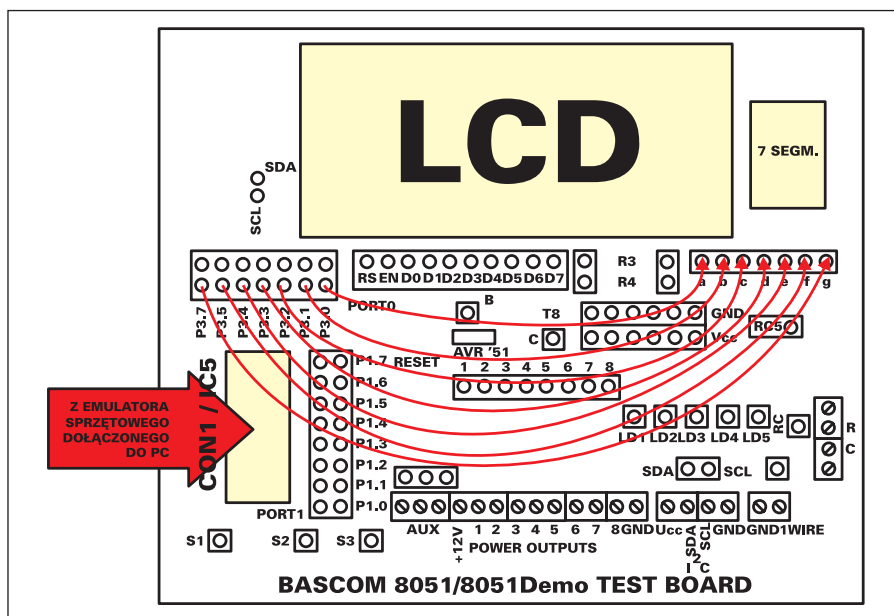 LCD
7 SEGM.
SDA
SCL
RS EN D0 D1 D2 D3 D4 D5 D6 D7
R3
R4
a b c d e f g
PORT0
P3.7 P3.5 P3.4 P3.3 P3.2 P3.1 P3.0
B
T8
GND
C
Vcc
RC5
AVR '51
RESET
1 2 3 4 5 6 7 8
P1.7
P1.6
P1.5
P1.4
P1.3
P1.2
P1.1
P1.0
CON1 / IC5
Z EMULATORA
SPRZĘTOWEGO
DOŁĄCZONEGO
DO PC
LD1 LD2 LD3 LD4 LD5
RC
R
C
SDA
SCL
PORT1
AUX
+12V
1 2 3 4 5 6 7 8 GND Ucc
SDA
SCL
I2C
GND GND 1WIRE
POWER OUTPUTS
S1
S2
S3
BASCOM 8051/8051Demo TEST BOARD